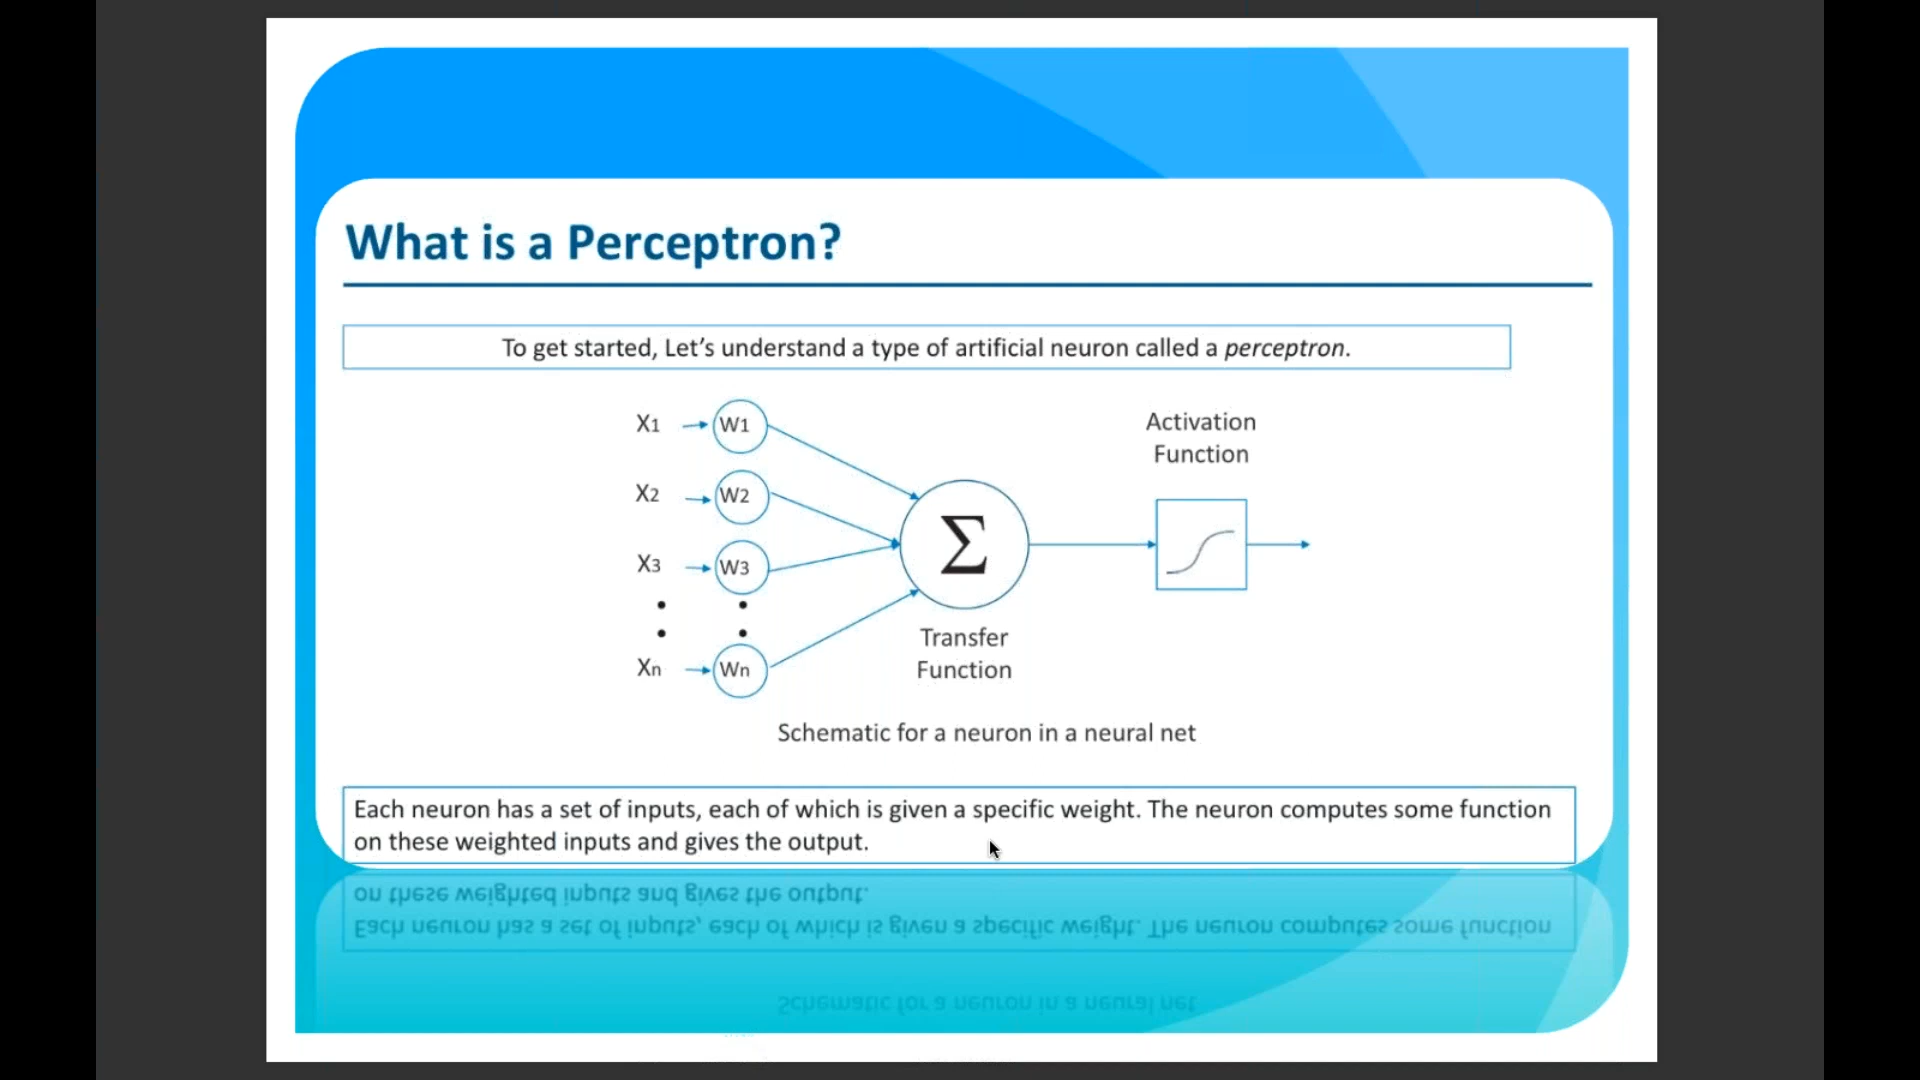 What is a Perceptron?
To get started, Let's understand a type of artificial neuron called a perceptron.
X1
W1
X2
W2
X3
W3
Xn
Wn
Σ
Transfer
Function
Activation
Function
Schematic for a neuron in a neural net
Each neuron has a set of inputs, each of which is given a specific weight. The neuron computes some function
on these weighted inputs and gives the output.